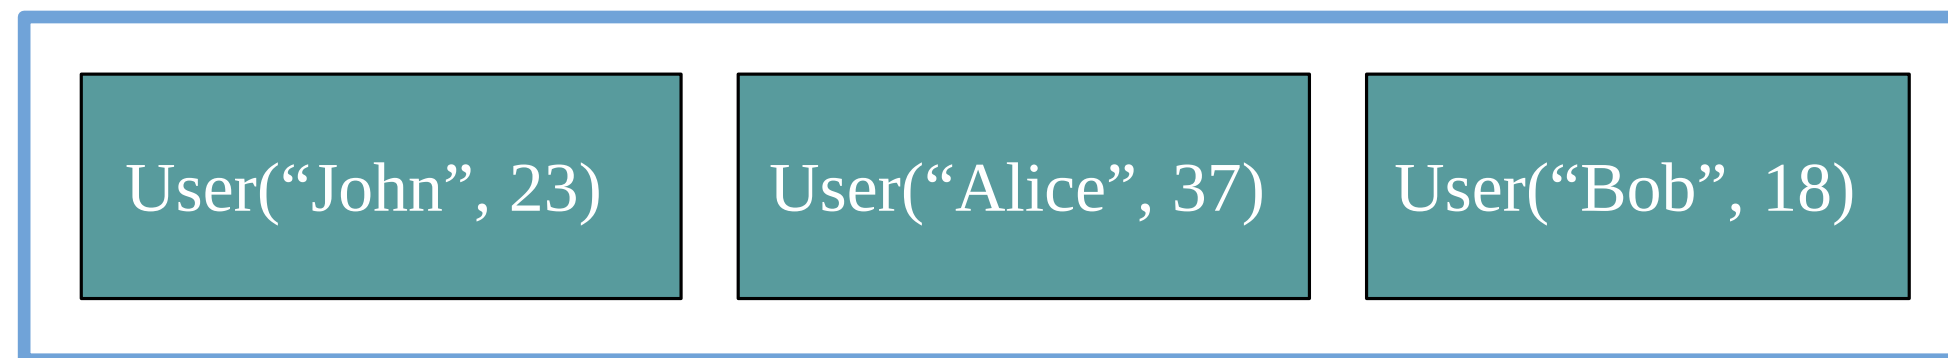 User(“John”, 23)
User(“Alice”, 37)
User(“Bob”, 18)